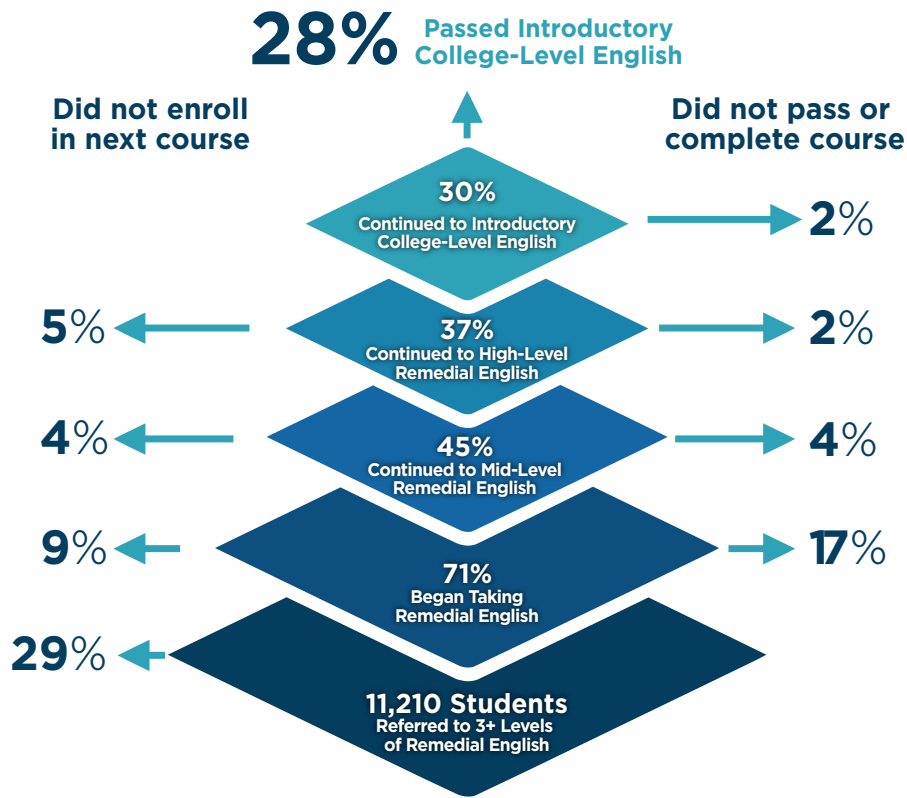 28%
Passed Introductory
College-Level English
Did not enroll
in next course
Did not pass or
complete course
30%
Continued to Introductory
College-Level English
2%
5%
37%
Continued to High-Level
Remedial English
2%
4%
45%
Continued to Mid-Level
Remedial English
4%
9%
71%
Began Taking
Remedial English
17%
29%
11,210 Students
Referred to 3+ Levels
of Remedial English